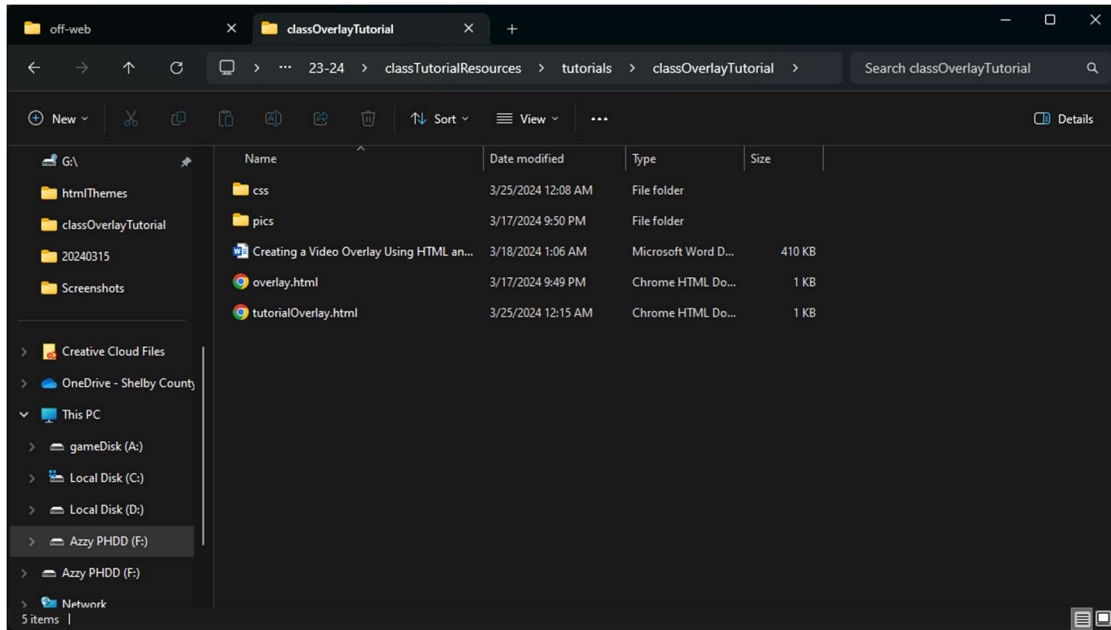 off-web
classOverlayTutorial
23-24 > classTutorialResources > tutorials > classOverlayTutorial >
Search classOverlayTutorial
New
Sort
View
Details
G:\
htmlThemes
classOverlayTutorial
20240315
Screenshots
Creative Cloud Files
OneDrive - Shelby County
This PC
gameDisk (A:)
Local Disk (C:)
Local Disk (D:)
Azzy PHDD (F:)
Azzy PHDD (F:)
Network
Name Date modified Type Size
css 3/25/2024 12:08 AM File folder
pics 3/17/2024 9:50 PM File folder
Creating a Video Overlay Using HTML an... 3/18/2024 1:06 AM Microsoft Word D... 410 KB
overlay.html 3/17/2024 9:49 PM Chrome HTML Do... 1 KB
tutorialOverlay.html 3/25/2024 12:15 AM Chrome HTML Do... 1 KB
5 items